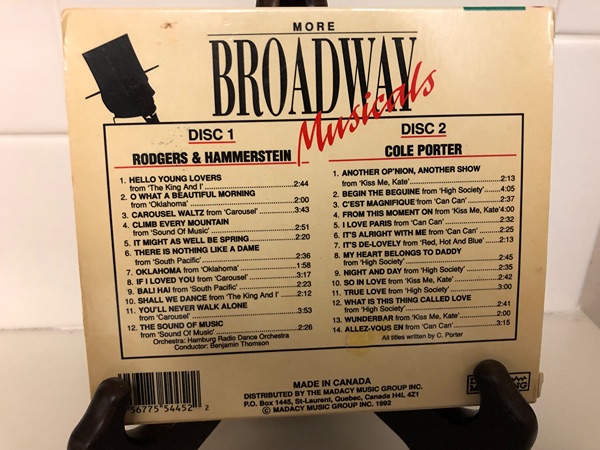 MORE
BROADWAY
Musicals
DISC 1
RODGERS & HAMMERSTEIN
1. HELLO YOUNG LOVERS
from 'The King And I'......2:44
2. O WHAT A BEAUTIFUL MORNING
from 'Oklahoma'......2:00
3. CAROUSEL WALTZ from 'Carousel'......3:43
4. CLIMB EVERY MOUNTAIN
from 'Sound Of Music'......2:51
5. IT MIGHT AS WELL BE SPRING......2:20
6. THERE IS NOTHING LIKE A DAME
from 'South Pacific'......2:36
7. OKLAHOMA from 'Oklahoma'......1:58
8. IF I LOVED YOU from 'Carousel'......3:17
9. BALI HAI from 'South Pacific'......2:23
10. SHALL WE DANCE from 'The King And I'......2:12
11. YOU'LL NEVER WALK ALONE
from 'Carousel'......3:53
12. THE SOUND OF MUSIC
from 'Sound Of Music'......2:26
Orchestra: Hamburg Radio Dance Orchestra
Conductor: Benjamin Thomson
DISC 2
COLE PORTER
1. ANOTHER OP'NION, ANOTHER SHOW
from 'Kiss Me, Kate'......2:13
2. BEGIN THE BEGUINE from 'High Society'......4:05
3. C'EST MAGNIFIQUE from 'Can Can'......2:37
4. FROM THIS MOMENT ON from 'Kiss Me, Kate'4:00
5. I LOVE PARIS from 'Can Can'......2:32
6. IT'S ALRIGHT WITH ME from 'Can Can'......2:25
7. IT'S DE-LOVELY from 'Red, Hot And Blue'......2:13
8. MY HEART BELONGS TO DADDY
from 'High Society'......2:45
9. NIGHT AND DAY from 'High Society'......2:35
10. SO IN LOVE from 'Kiss Me, Kate'......2:42
11. TRUE LOVE from 'High Society'......3:00
12. WHAT IS THIS THING CALLED LOVE
from 'High Society'......2:41
13. WUNDERBAR from 'Kiss Me, Kate'......2:00
14. ALLEZ-VOUS EN from 'Can Can'......3:15
All titles written by C. Porter
56775 54452 2
MADE IN CANADA
DISTRIBUTED BY THE MADACY MUSIC GROUP INC.
P.O. Box 1445, St-Laurent, Quebec, Canada H4L 4Z1
© MADACY MUSIC GROUP INC. 1992